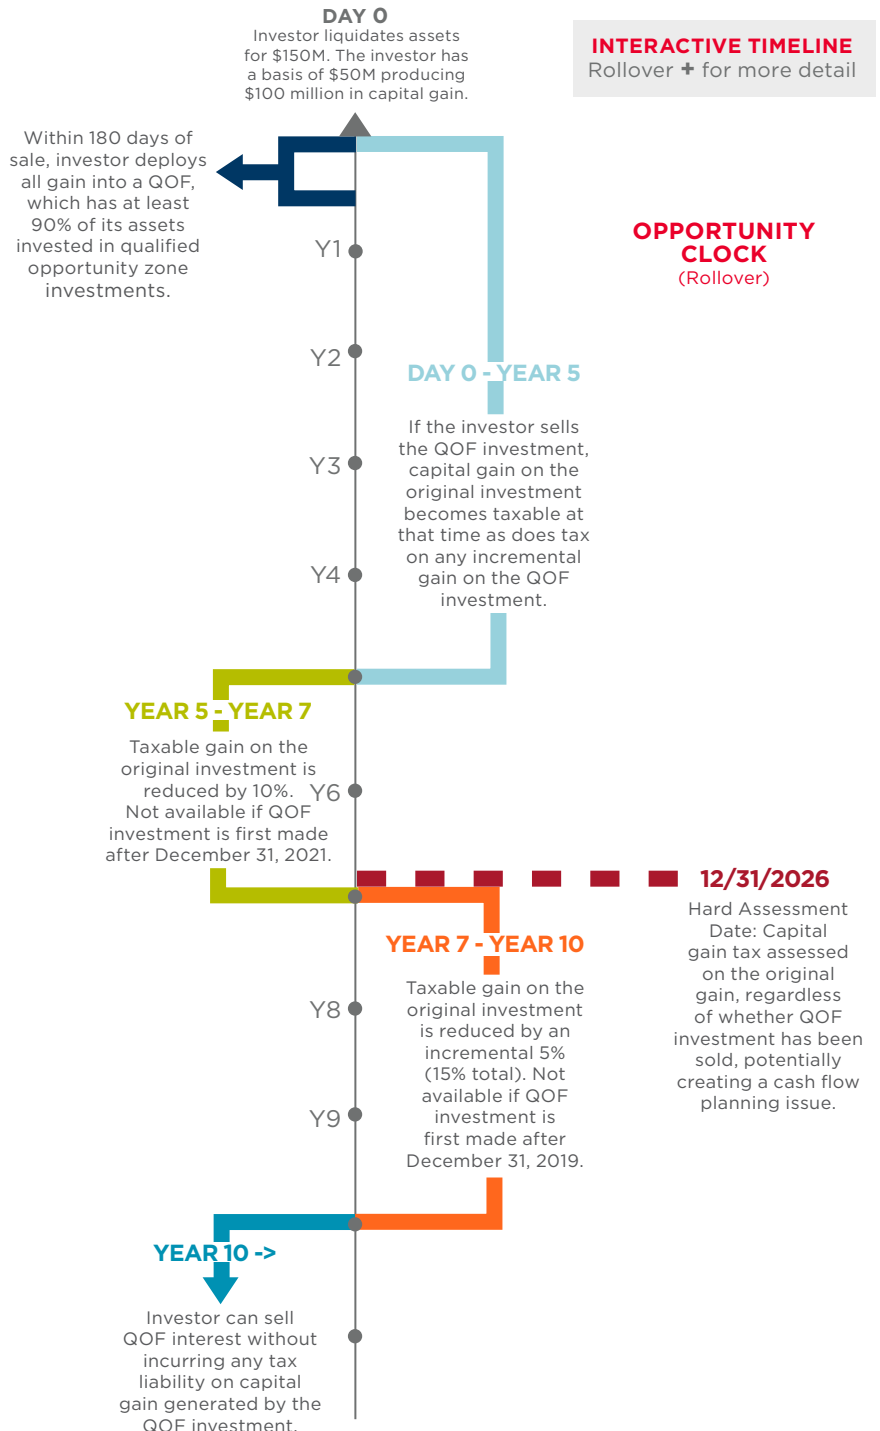 DAY 0
Investor liquidates assets
for $150M. The investor has
a basis of $50M producing
$100 million in capital gain.
INTERACTIVE TIMELINE
Rollover + for more detail
Within 180 days of
sale, investor deploys
all gain into a QOF,
which has at least
90% of its assets
invested in qualified
opportunity zone
investments.
OPPORTUNITY
CLOCK
(Rollover)
Y1
Y2
DAY 0 - YEAR 5
If the investor sells
the QOF investment,
capital gain on the
original investment
becomes taxable at
that time as does tax
on any incremental
gain on the QOF
investment.
Y3
Y4
YEAR 5 - YEAR 7
Taxable gain on the
original investment is
reduced by 10%.
Not available if QOF
investment is first made
after December 31, 2021.
Y6
12/31/2026
Hard Assessment
Date: Capital
gain tax assessed
on the original
gain, regardless
of whether QOF
investment has been
sold, potentially
creating a cash flow
planning issue.
YEAR 7 - YEAR 10
Taxable gain on the
original investment
is reduced by an
incremental 5%
(15% total). Not
available if QOF
investment is
first made after
December 31, 2019.
Y8
Y9
YEAR 10 ->
Investor can sell
QOF interest without
incurring any tax
liability on capital
gain generated by the
QOF investment.